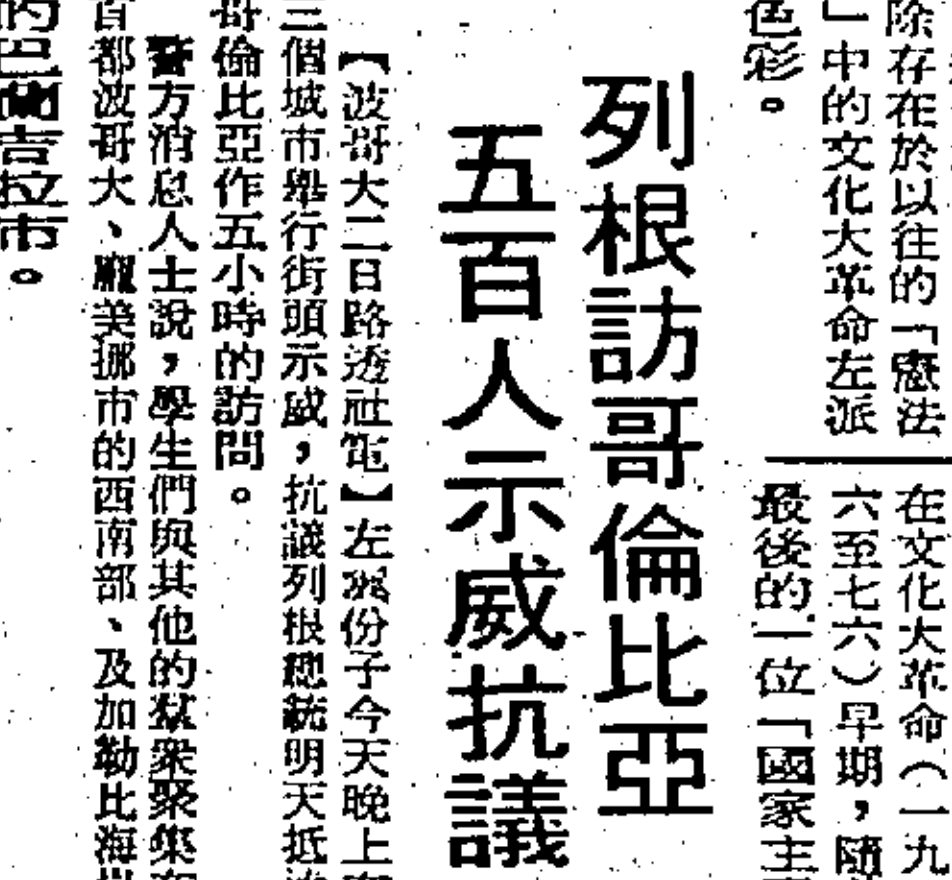 除存在於以往的「憲法
」中的文化大革命左派
色彩。
在文化大革命（一九
六至七六）早期，隨
最後的一位「國家主
列根訪哥倫比亞
五百人示威抗議
【波哥大二日路透社電】左派份子今天晚上
三個城市舉行街頭示威，抗議列根總統明天抵
哥倫比亞作五小時的訪問。
警方消息人士說，學生們與其他的群衆聚集在
首都波哥大、龎美挪市的西南部、及加勒比海
的巴蘭吉拉市。